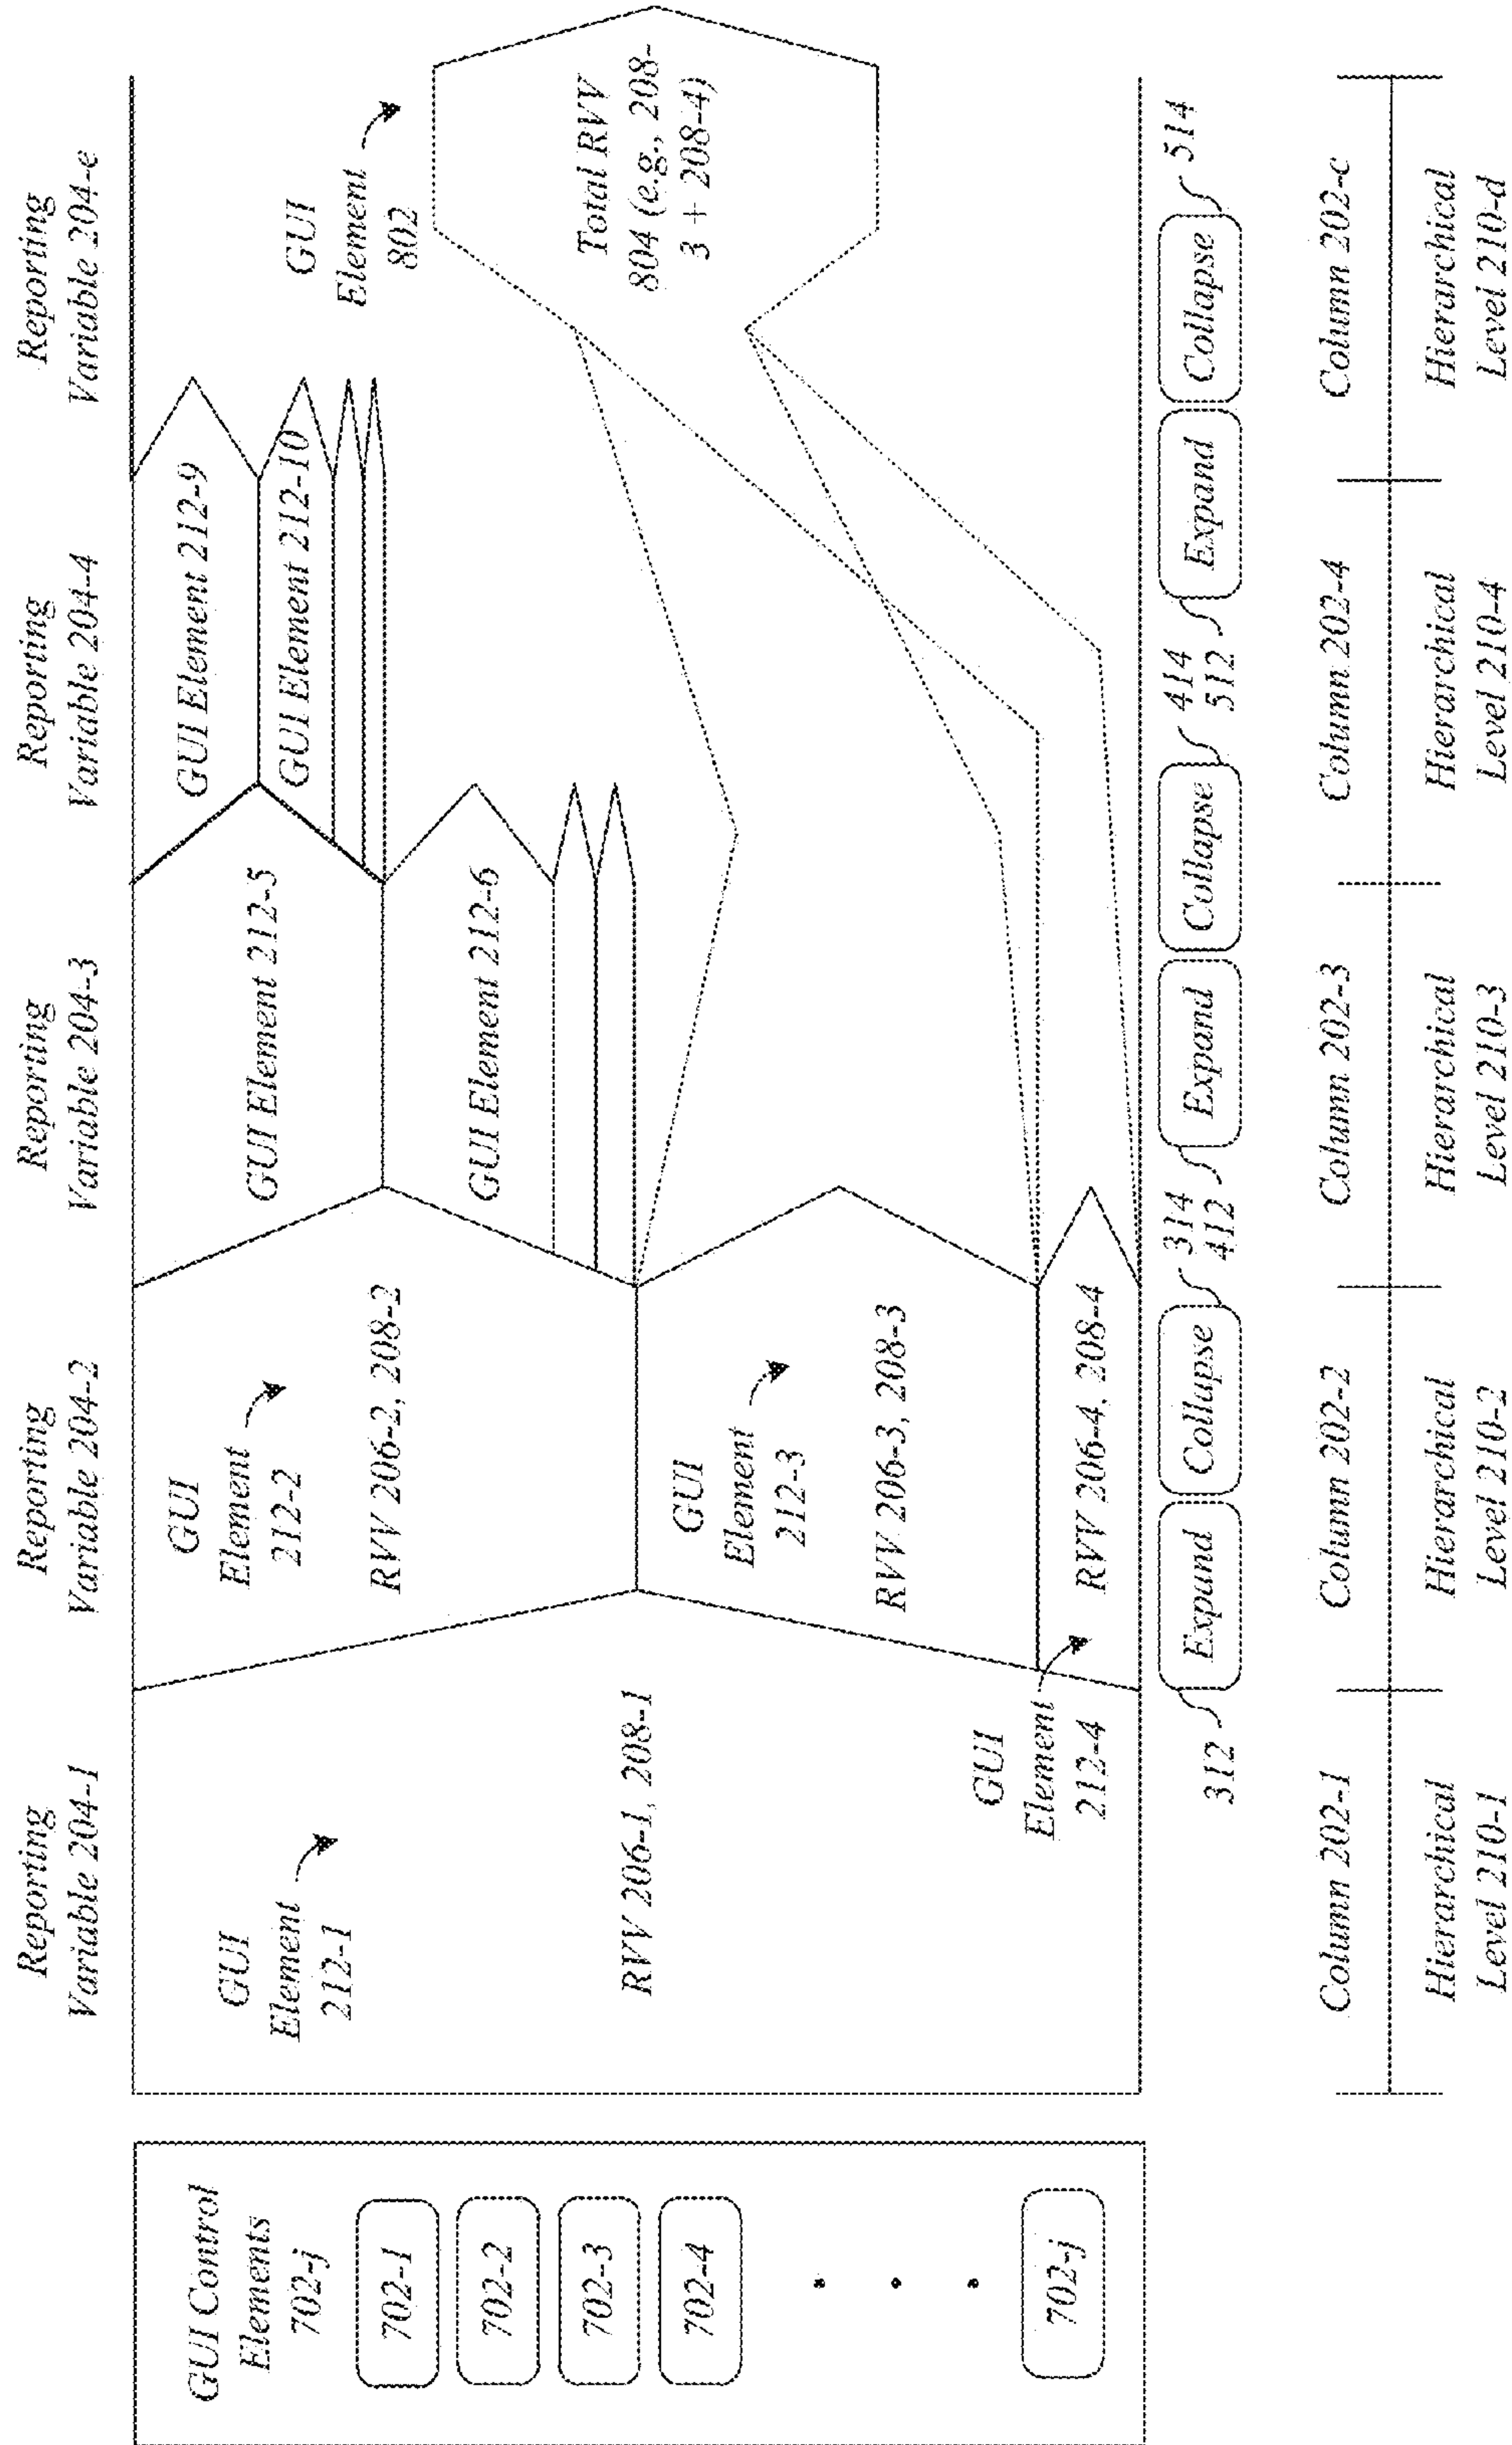 Reporting
Variable 204-1
Reporting
Variable 204-2
Reporting
Variable 204-3
Reporting
Variable 204-4
Reporting
Variable 204-e
GUI Control
Elements
702-j
702-1
702-2
702-3
702-4
702-j
GUI
Element
212-1
RVV 206-1, 208-1
GUI
Element
212-4
GUI
Element
212-2
RVV 206-2, 208-2
GUI
Element
212-3
RVV 206-3, 208-3
RVV 206-4, 208-4
GUI Element 212-5
GUI Element 212-6
GUI Element 212-9
GUI Element 212-10
GUI
Element
802
Total RVV
804 (e.g., 208-
3 + 208-4)
312
Expand
Collapse
314
412
Expand
Collapse
414
512
Expand
Collapse
514
Column 202-1
Column 202-2
Column 202-3
Column 202-4
Column 202-c
Hierarchical
Level 210-1
Hierarchical
Level 210-2
Hierarchical
Level 210-3
Hierarchical
Level 210-4
Hierarchical
Level 210-d